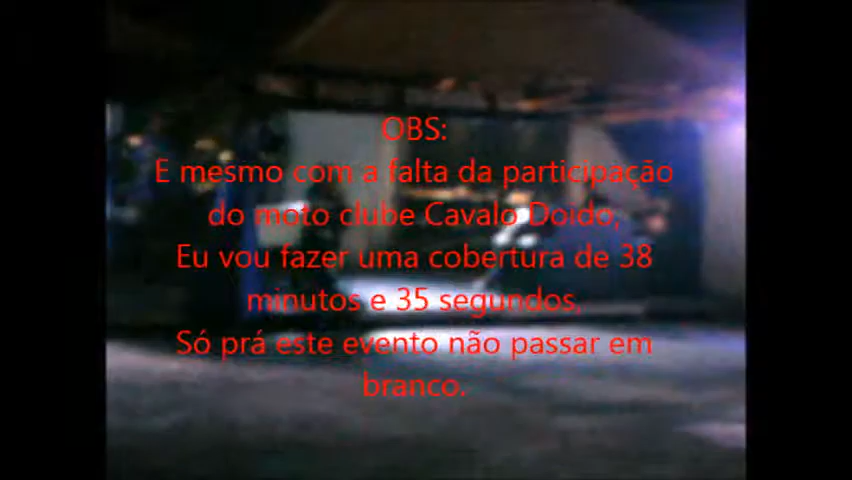 OBS:
E mesmo com a falta da participação
do moto clube Cavalo Doido,
Eu vou fazer uma cobertura de 38
minutos e 35 segundos,
Só prá este evento não passar em
branco.